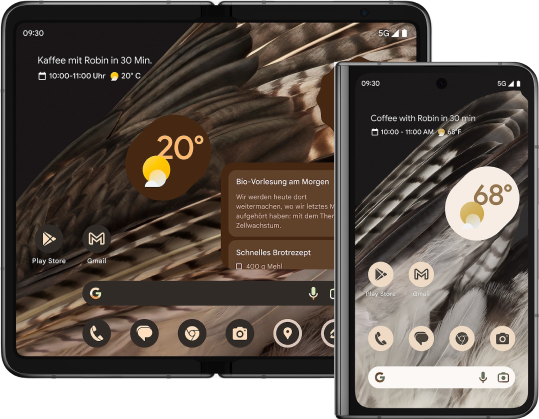 09:30
5G
Kaffee mit Robin in 30 Min.
10:00-11:00 Uhr 20° C
20°
Bio-Vorlesung am Morgen
Wir werden heute dort
weitermachen, wo wir letztes M
aufgehört haben: mit dem Ther
Zellwachstum.
Schnelles Brotrezept
400 g Mehl
Play Store
Gmail
G
09:30
5G
Coffee with Robin in 30 min
10:00 - 11:00 AM 68°F
68°
Play Store
Gmail
G